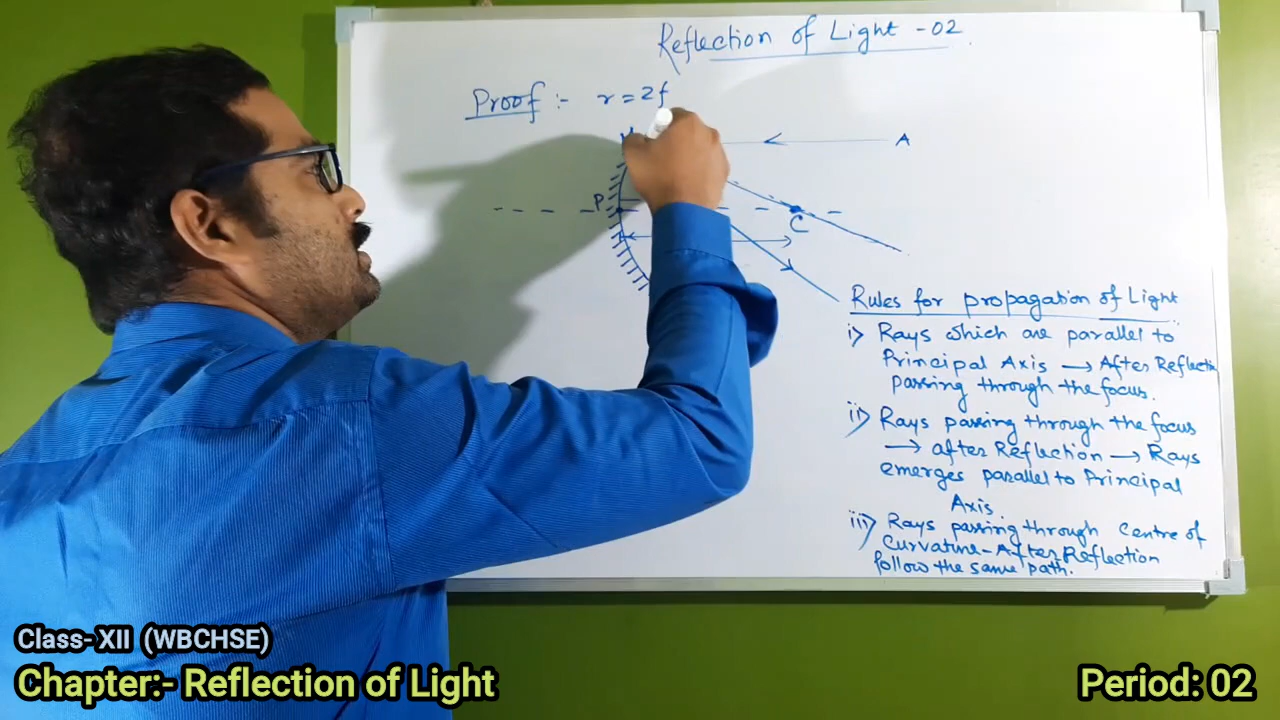 Reflection of Light - 02
Proof :- r = 2f
A
P
C
Rules for propagation of Light
i) Rays which are parallel to
Principal Axis → After Reflectio
passing through the focus.
ii) Rays passing through the focus
→ after Reflection → Rays
emerges parallel to Principal
Axis.
iii) Rays passing through Centre of
Curvature - After Reflection
follow the same path.
Class- XII (WBCHSE)
Chapter:- Reflection of Light
Period: 02